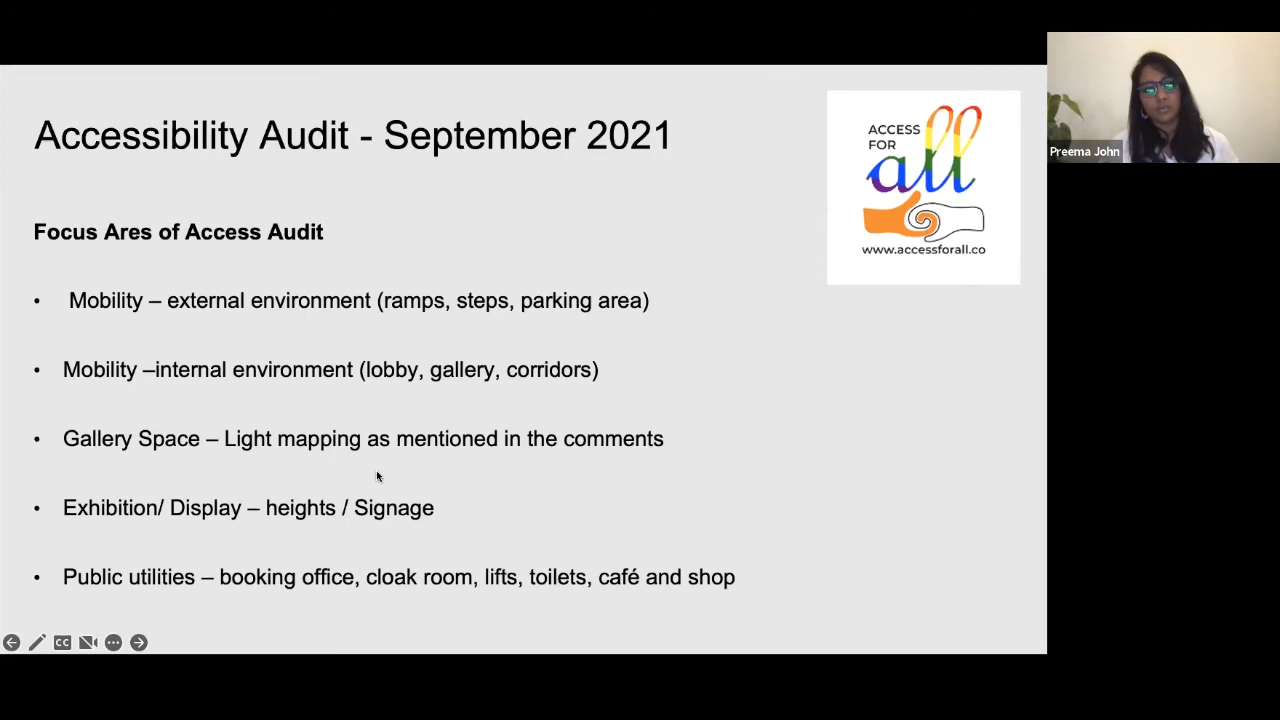 Accessibility Audit - September 2021
ACCESS
FOR
all
www.accessforall.co
Preema John
Focus Ares of Access Audit
• Mobility – external environment (ramps, steps, parking area)
• Mobility –internal environment (lobby, gallery, corridors)
• Gallery Space – Light mapping as mentioned in the comments
• Exhibition/ Display – heights / Signage
• Public utilities – booking office, cloak room, lifts, toilets, café and shop
CC